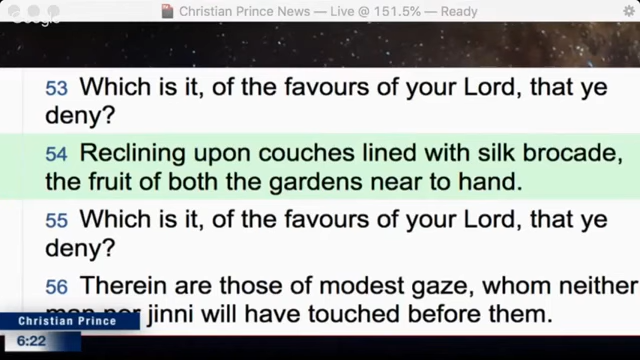 Christian Prince News — Live @ 151.5% — Ready
Google
53 Which is it, of the favours of your Lord, that ye
deny?
54 Reclining upon couches lined with silk brocade,
the fruit of both the gardens near to hand.
55 Which is it, of the favours of your Lord, that ye
deny?
56 Therein are those of modest gaze, whom neither
man nor jinni will have touched before them.
Christian Prince
6:22